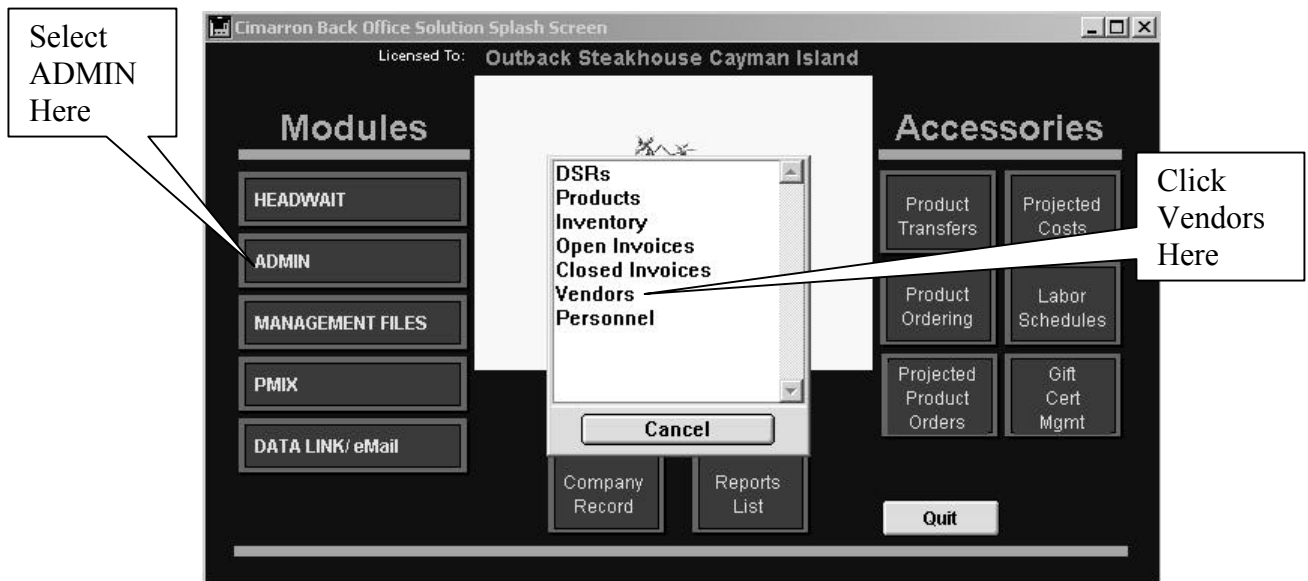 Select
ADMIN
Here
Cimarron Back Office Solution Splash Screen
Licensed To: Outback Steakhouse Cayman Island
Modules
HEADWAIT
ADMIN
MANAGEMENT FILES
PMIX
DATA LINK/ eMail
DSRs
Products
Inventory
Open Invoices
Closed Invoices
Vendors
Personnel
Cancel
Company
Record
Reports
List
Accessories
Product
Transfers
Projected
Costs
Product
Ordering
Labor
Schedules
Projected
Product
Orders
Gift
Cert
Mgmt
Quit
Click
Vendors
Here